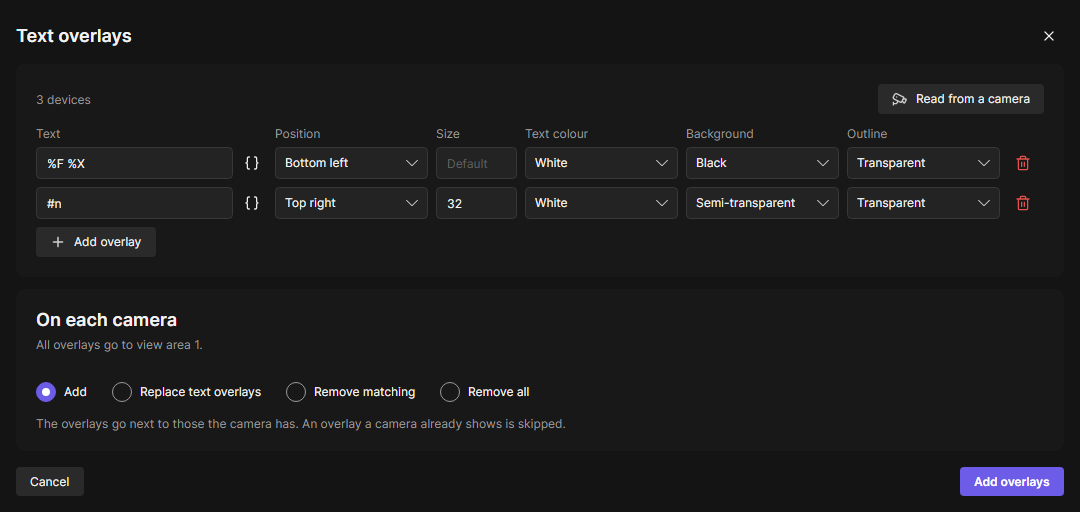 Text overlays
3 devices
Read from a camera
Text Position Size Text colour Background Outline
%F %X {} Bottom left Default White Black Transparent
#n {} Top right 32 White Semi-transparent Transparent
Add overlay
On each camera
All overlays go to view area 1.
Add Replace text overlays Remove matching Remove all
The overlays go next to those the camera has. An overlay a camera already shows is skipped.
Cancel Add overlays